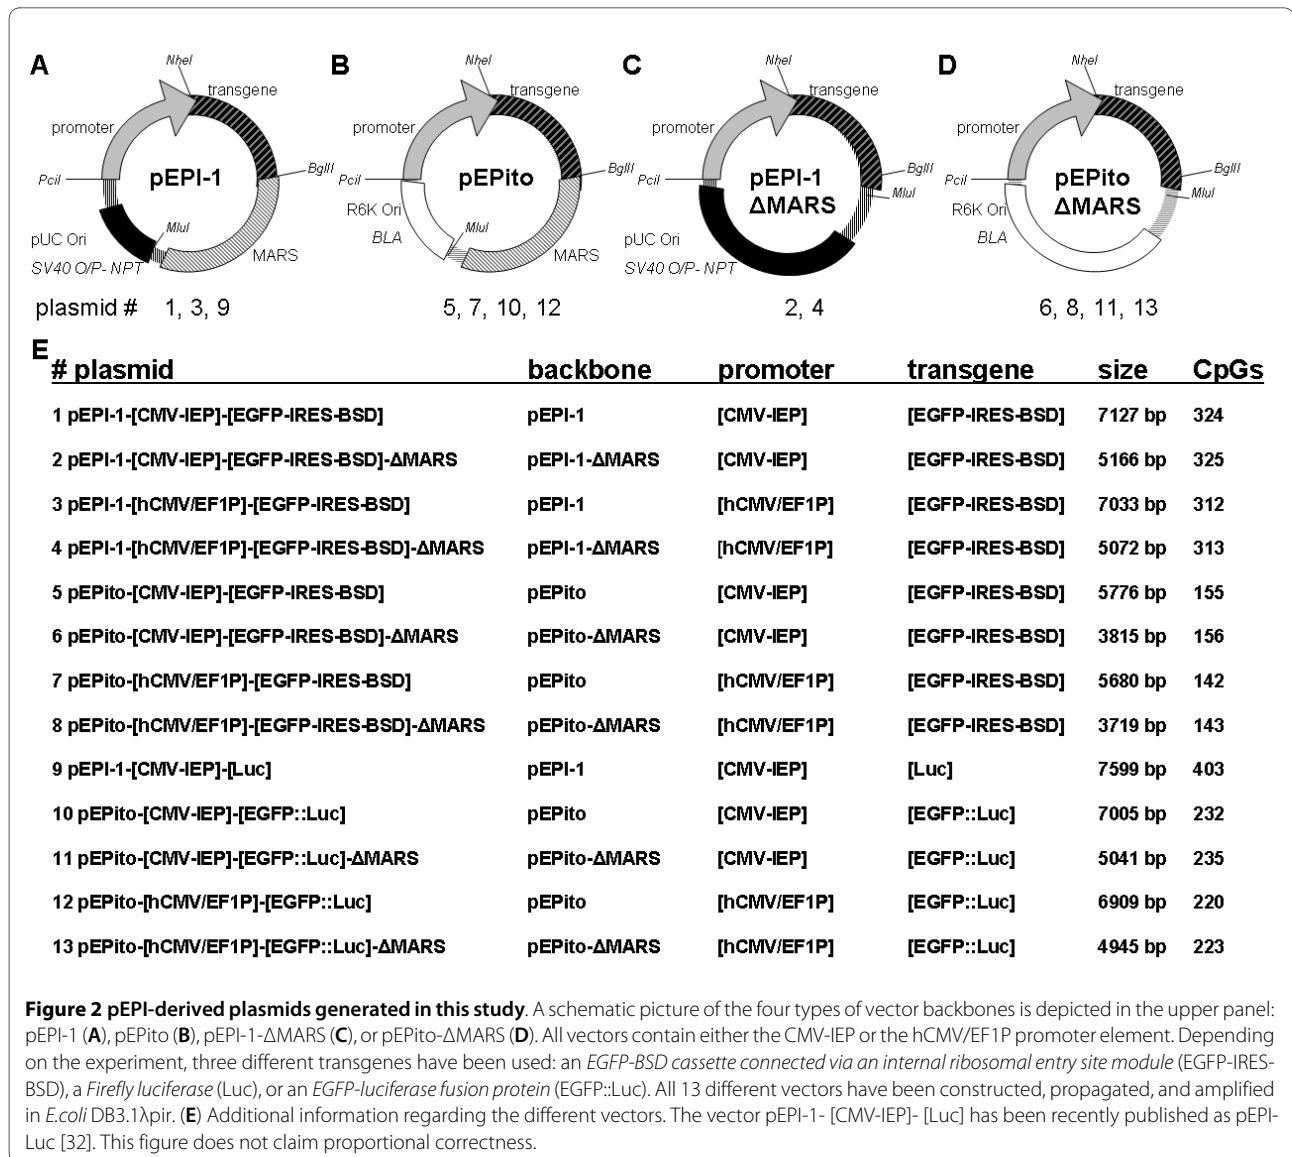 A
NheI
transgene
promoter
PciI
pEPI-1
BglII
MluI
pUC Ori
SV40 O/P- NPT
MARS
plasmid #
1, 3, 9
B
NheI
transgene
promoter
PciI
pEPito
BglII
R6K Ori
BLA
MluI
MARS
5, 7, 10, 12
C
NheI
transgene
promoter
PciI
pEPI-1
ΔMARS
BglII
MluI
pUC Ori
SV40 O/P- NPT
2, 4
D
NheI
transgene
promoter
PciI
pEPito
ΔMARS
BglII
MluI
R6K Ori
BLA
6, 8, 11, 13
E
# plasmid backbone promoter transgene size CpGs
1 pEPI-1-[CMV-IEP]-[EGFP-IRES-BSD] pEPI-1 [CMV-IEP] [EGFP-IRES-BSD] 7127 bp 324
2 pEPI-1-[CMV-IEP]-[EGFP-IRES-BSD]-ΔMARS pEPI-1-ΔMARS [CMV-IEP] [EGFP-IRES-BSD] 5166 bp 325
3 pEPI-1-[hCMV/EF1P]-[EGFP-IRES-BSD] pEPI-1 [hCMV/EF1P] [EGFP-IRES-BSD] 7033 bp 312
4 pEPI-1-[hCMV/EF1P]-[EGFP-IRES-BSD]-ΔMARS pEPI-1-ΔMARS [hCMV/EF1P] [EGFP-IRES-BSD] 5072 bp 313
5 pEPito-[CMV-IEP]-[EGFP-IRES-BSD] pEPito [CMV-IEP] [EGFP-IRES-BSD] 5776 bp 155
6 pEPito-[CMV-IEP]-[EGFP-IRES-BSD]-ΔMARS pEPito-ΔMARS [CMV-IEP] [EGFP-IRES-BSD] 3815 bp 156
7 pEPito-[hCMV/EF1P]-[EGFP-IRES-BSD] pEPito [hCMV/EF1P] [EGFP-IRES-BSD] 5680 bp 142
8 pEPito-[hCMV/EF1P]-[EGFP-IRES-BSD]-ΔMARS pEPito-ΔMARS [hCMV/EF1P] [EGFP-IRES-BSD] 3719 bp 143
9 pEPI-1-[CMV-IEP]-[Luc] pEPI-1 [CMV-IEP] [Luc] 7599 bp 403
10 pEPito-[CMV-IEP]-[EGFP::Luc] pEPito [CMV-IEP] [EGFP::Luc] 7005 bp 232
11 pEPito-[CMV-IEP]-[EGFP::Luc]-ΔMARS pEPito-ΔMARS [CMV-IEP] [EGFP::Luc] 5041 bp 235
12 pEPito-[hCMV/EF1P]-[EGFP::Luc] pEPito [hCMV/EF1P] [EGFP::Luc] 6909 bp 220
13 pEPito-[hCMV/EF1P]-[EGFP::Luc]-ΔMARS pEPito-ΔMARS [hCMV/EF1P] [EGFP::Luc] 4945 bp 223
Figure 2 pEPI-derived plasmids generated in this study. A schematic picture of the four types of vector backbones is depicted in the upper panel:
pEPI-1 (A), pEPito (B), pEPI-1-ΔMARS (C), or pEPito-ΔMARS (D). All vectors contain either the CMV-IEP or the hCMV/EF1P promoter element. Depending
on the experiment, three different transgenes have been used: an EGFP-BSD cassette connected via an internal ribosomal entry site module (EGFP-IRES-
BSD), a Firefly luciferase (Luc), or an EGFP-luciferase fusion protein (EGFP::Luc). All 13 different vectors have been constructed, propagated, and amplified
in E.coli DB3.1λpir. (E) Additional information regarding the different vectors. The vector pEPI-1- [CMV-IEP]- [Luc] has been recently published as pEPI-
Luc [32]. This figure does not claim proportional correctness.